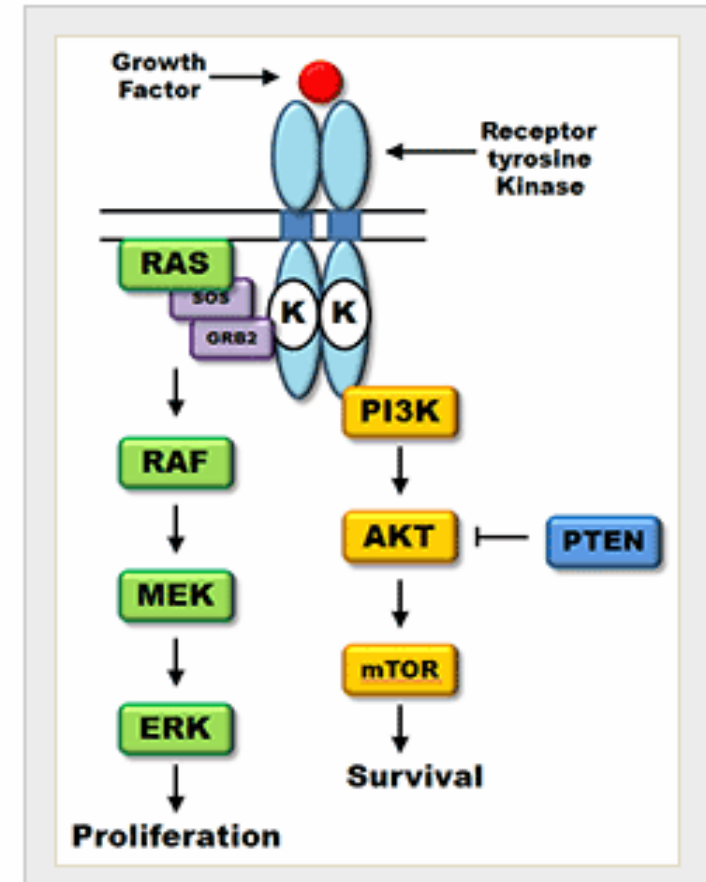 Growth
Factor
Receptor
tyrosine
Kinase
RAS
SOS
GRB2
K K
PI3K
RAF
AKT
PTEN
MEK
mTOR
ERK
Survival
Proliferation